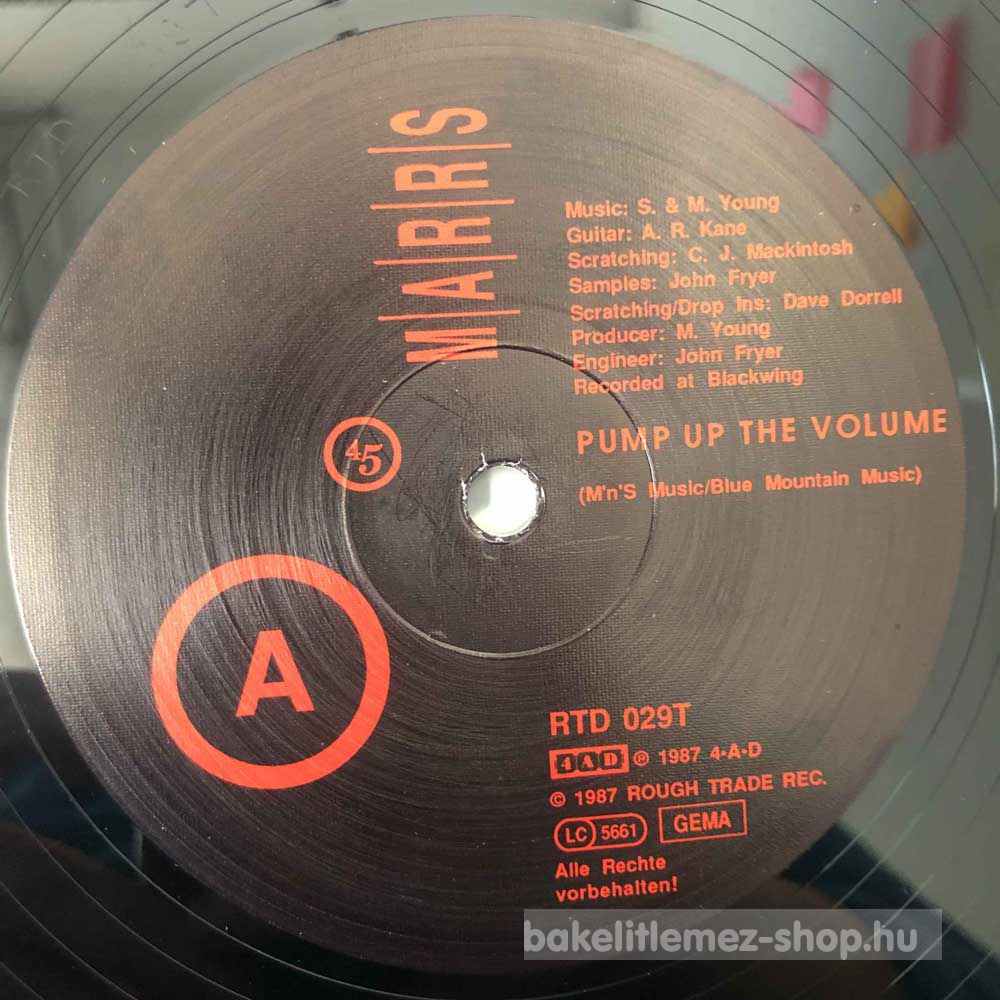 M|A|R|R|S
Music: S. & M. Young
Guitar: A. R. Kane
Scratching: C. J. Mackintosh
Samples: John Fryer
Scratching/Drop Ins: Dave Dorrell
Producer: M. Young
Engineer: John Fryer
Recorded at Blackwing
45
PUMP UP THE VOLUME
(M'n'S Music/Blue Mountain Music)
A
RTD 029T
4AD ℗ 1987 4·A·D
© 1987 ROUGH TRADE REC.
LC 5661 GEMA
Alle Rechte
vorbehalten!
bakelitlemez-shop.hu